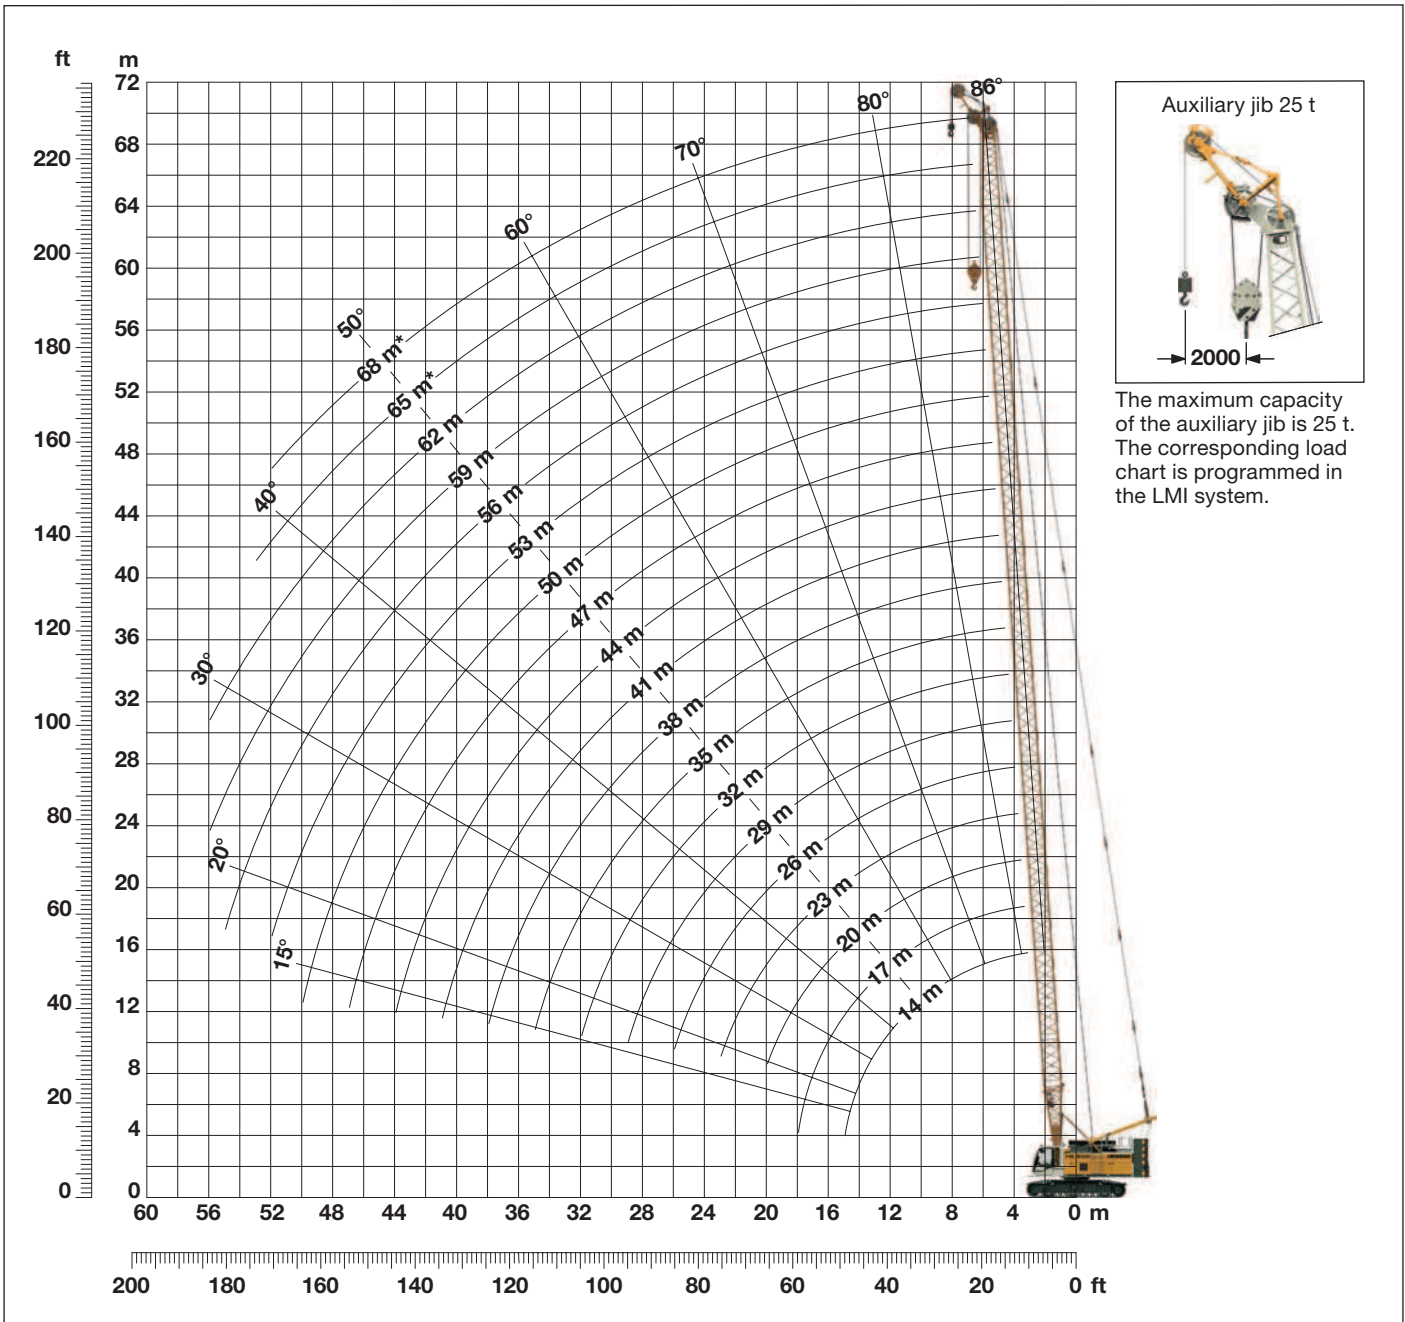 ft
m
72
68
64
60
56
52
48
44
40
36
32
28
24
20
16
12
8
4
0
220
200
180
160
140
120
100
80
60
40
20
0
86°
80°
70°
60°
50°
40°
30°
20°
15°
68 m*
65 m*
62 m
59 m
56 m
53 m
50 m
47 m
44 m
41 m
38 m
35 m
32 m
29 m
26 m
23 m
20 m
17 m
14 m
60 56 52 48 44 40 36 32 28 24 20 16 12 8 4 0 m
200 180 160 140 120 100 80 60 40 20 0 ft
Auxiliary jib 25 t
2000
The maximum capacity
of the auxiliary jib is 25 t.
The corresponding load
chart is programmed in
the LMI system.